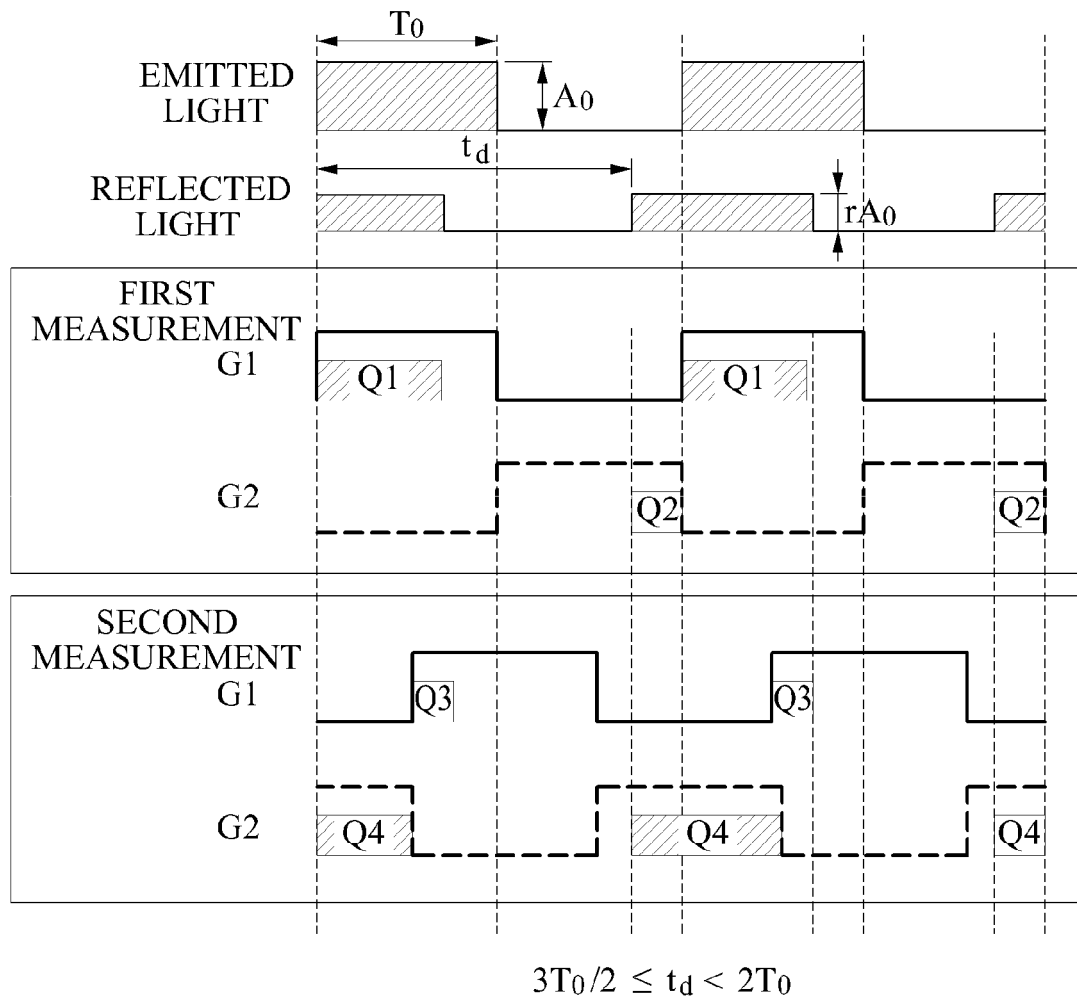 T0
EMITTED
LIGHT
A0
td
REFLECTED
LIGHT
rA0
FIRST
MEASUREMENT
G1
Q1
Q1
G2
Q2
Q2
SECOND
MEASUREMENT
G1
Q3
Q3
G2
Q4
Q4
Q4
3T0/2 ≤ td < 2T0